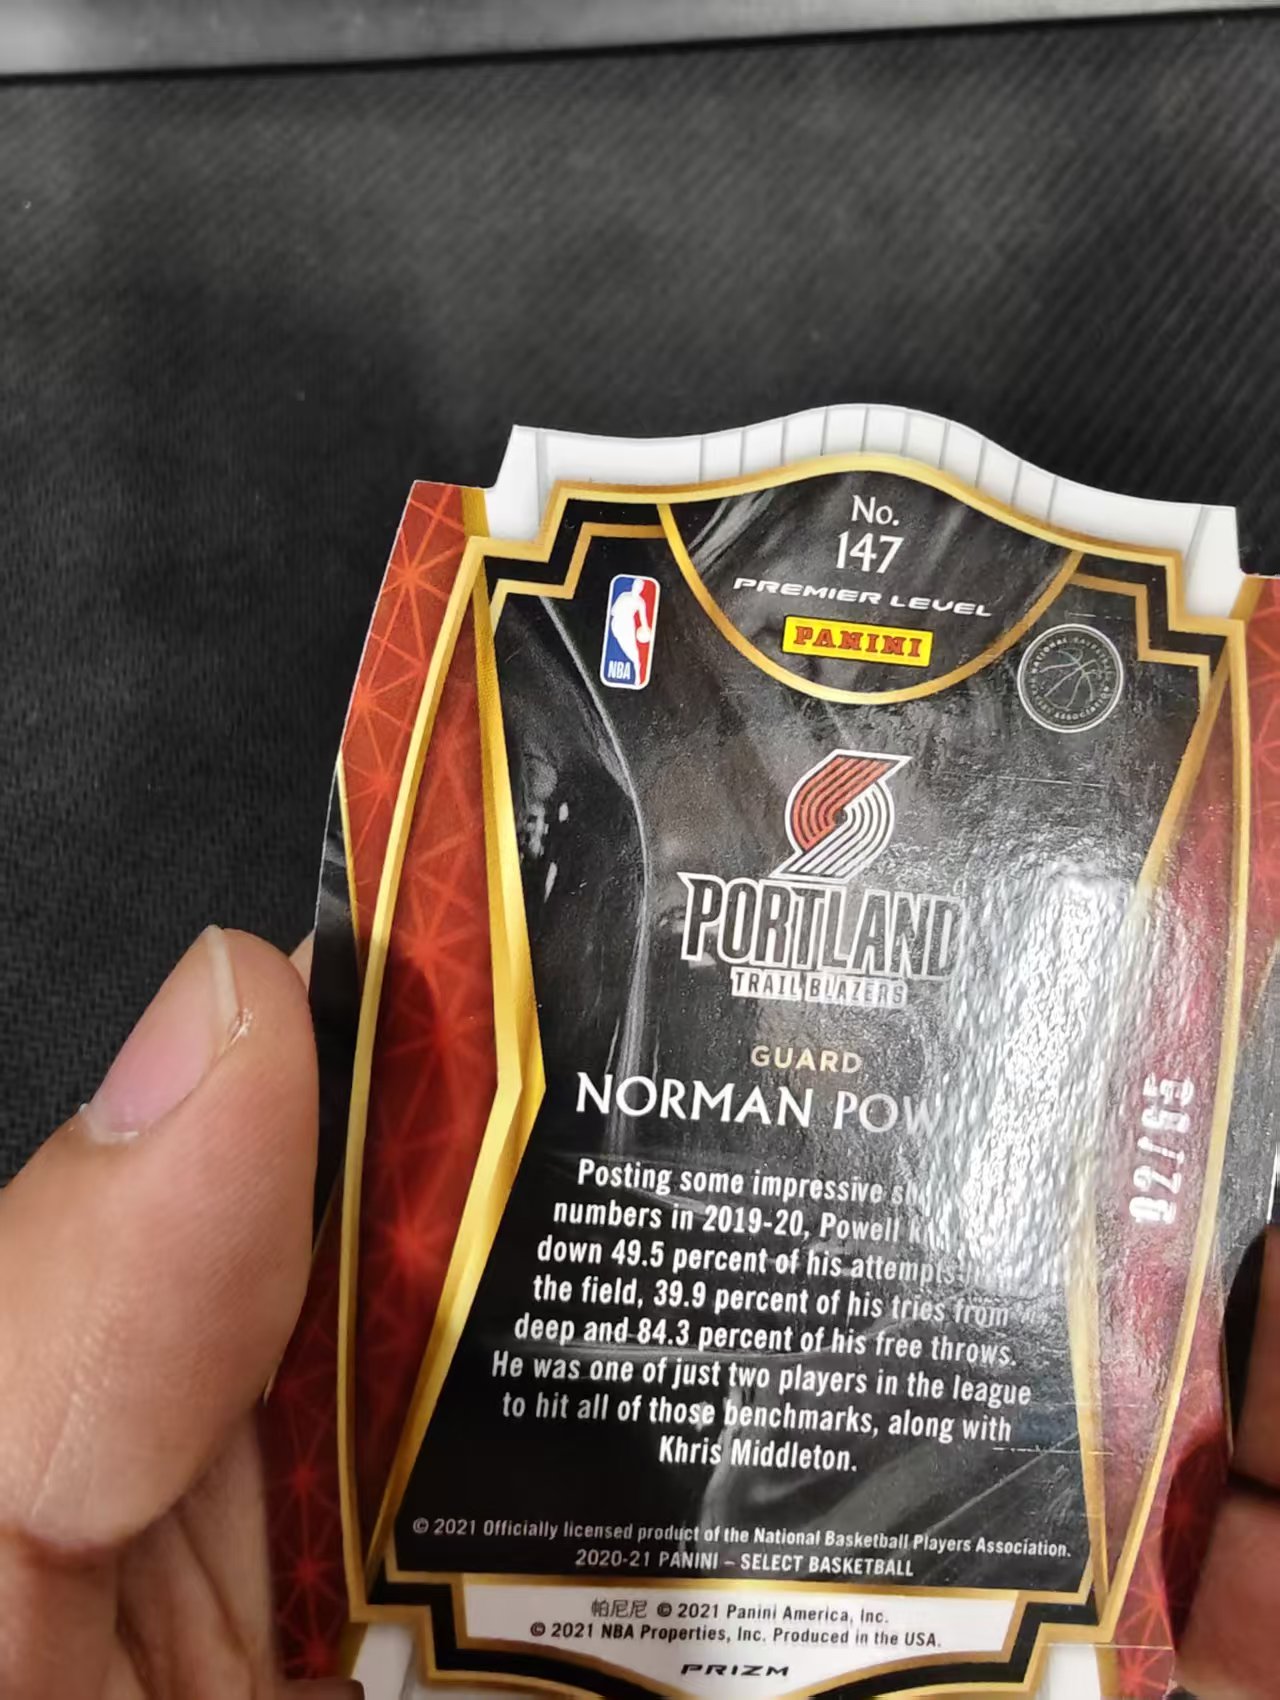 No.
147
PREMIER LEVEL
PANINI
NBA
PORTLAND
TRAIL BLAZERS
GUARD
NORMAN
02/65
Posting some impressive
numbers in 2019-20, Powell
down 49.5 percent of his attempts
the field, 39.9 percent of his tries from
deep and 84.3 percent of his free throws.
He was one of just two players in the league
to hit all of those benchmarks, along with
Khris Middleton.
© 2021 Officially licensed product of the National Basketball Players Association.
2020-21 PANINI – SELECT BASKETBALL
帕尼尼 © 2021 Panini America, Inc.
© 2021 NBA Properties, Inc. Produced in the USA.
PRIZM